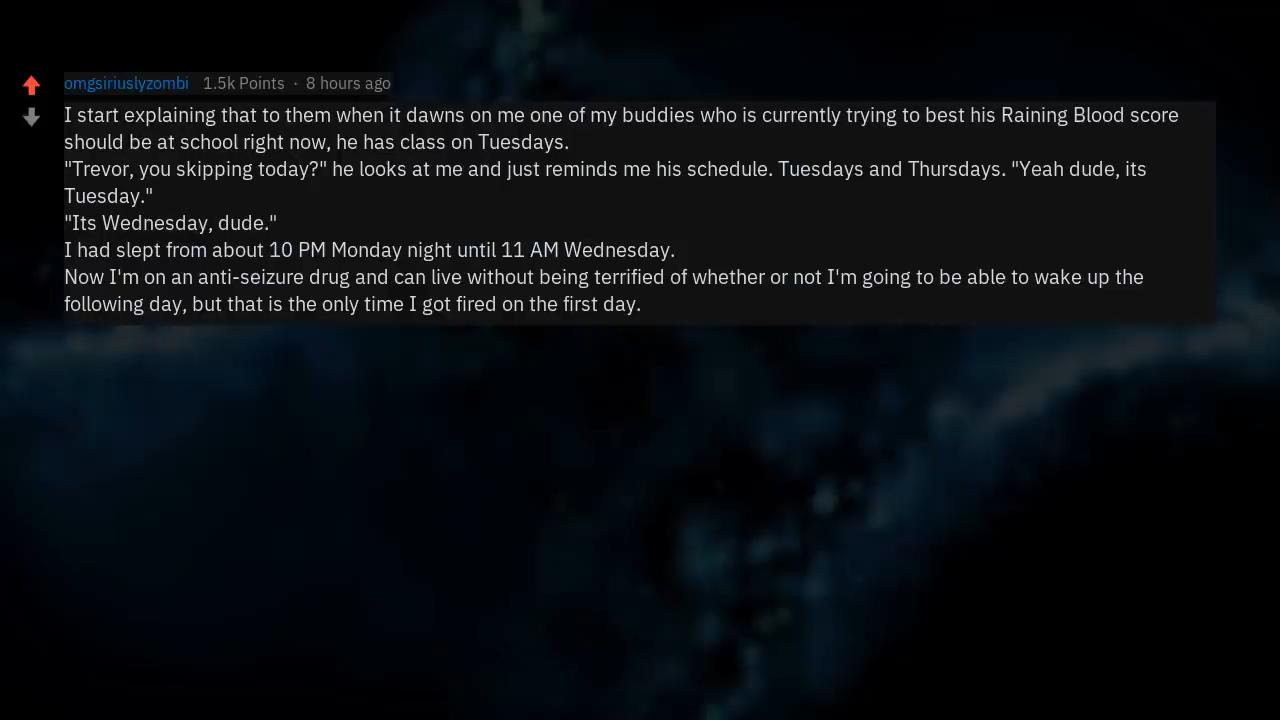 omgsiriuslyzombi 1.5k Points · 8 hours ago
I start explaining that to them when it dawns on me one of my buddies who is currently trying to best his Raining Blood score
should be at school right now, he has class on Tuesdays.
"Trevor, you skipping today?" he looks at me and just reminds me his schedule. Tuesdays and Thursdays. "Yeah dude, its
Tuesday."
"Its Wednesday, dude."
I had slept from about 10 PM Monday night until 11 AM Wednesday.
Now I'm on an anti-seizure drug and can live without being terrified of whether or not I'm going to be able to wake up the
following day, but that is the only time I got fired on the first day.